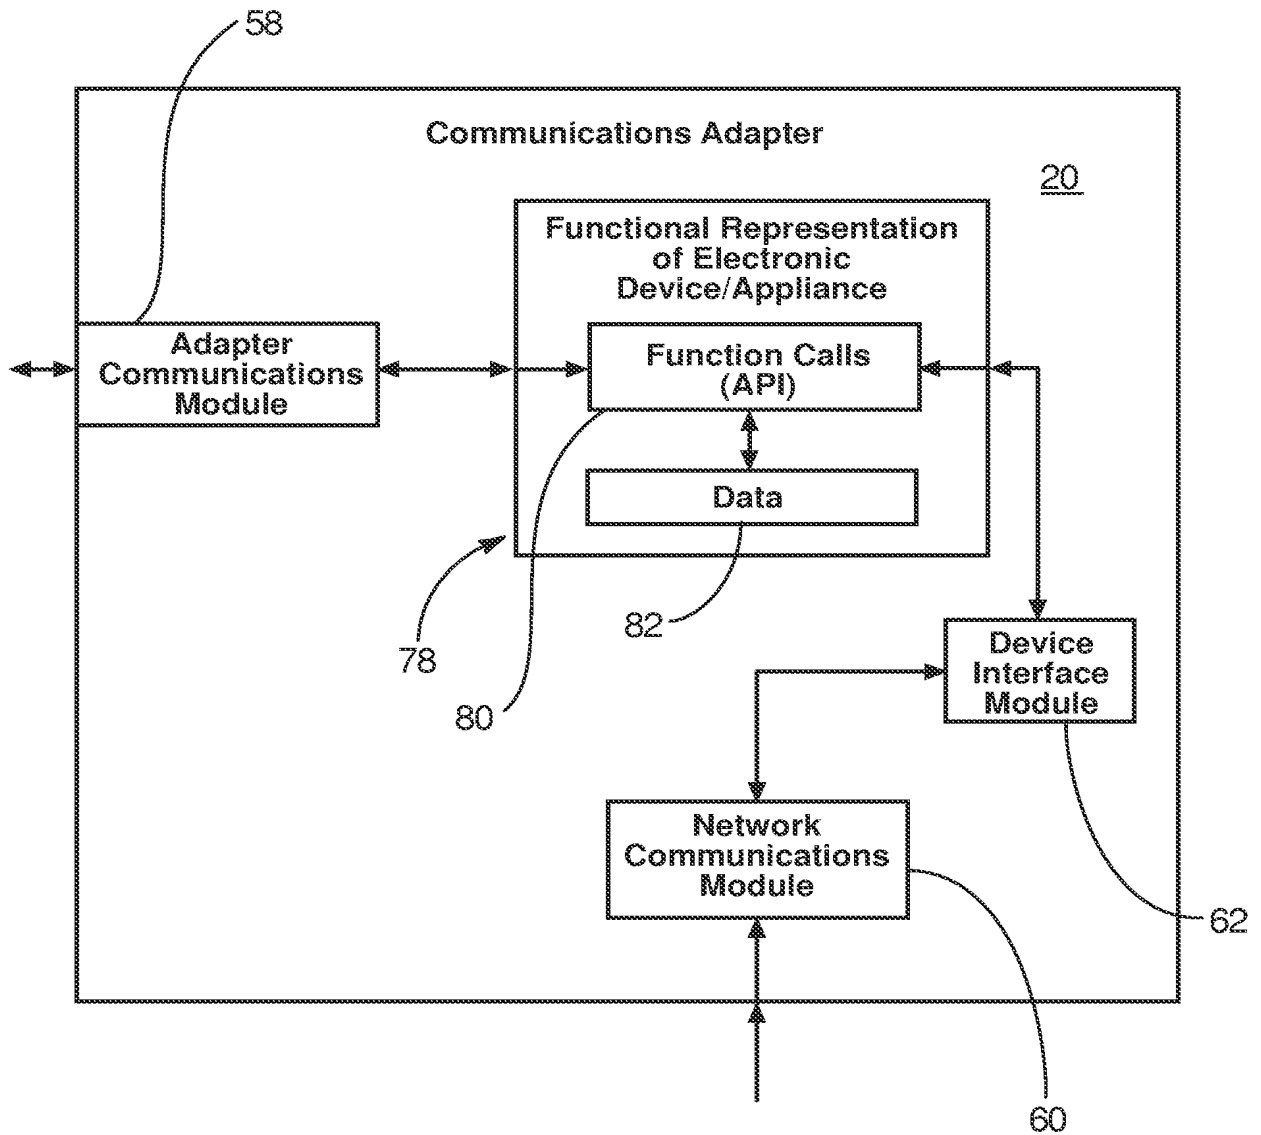 58
Communications Adapter
20
Functional Representation
of Electronic
Device/Appliance
Adapter
Communications
Module
Function Calls
(API)
Data
82
78
80
Device
Interface
Module
Network
Communications
Module
62
60